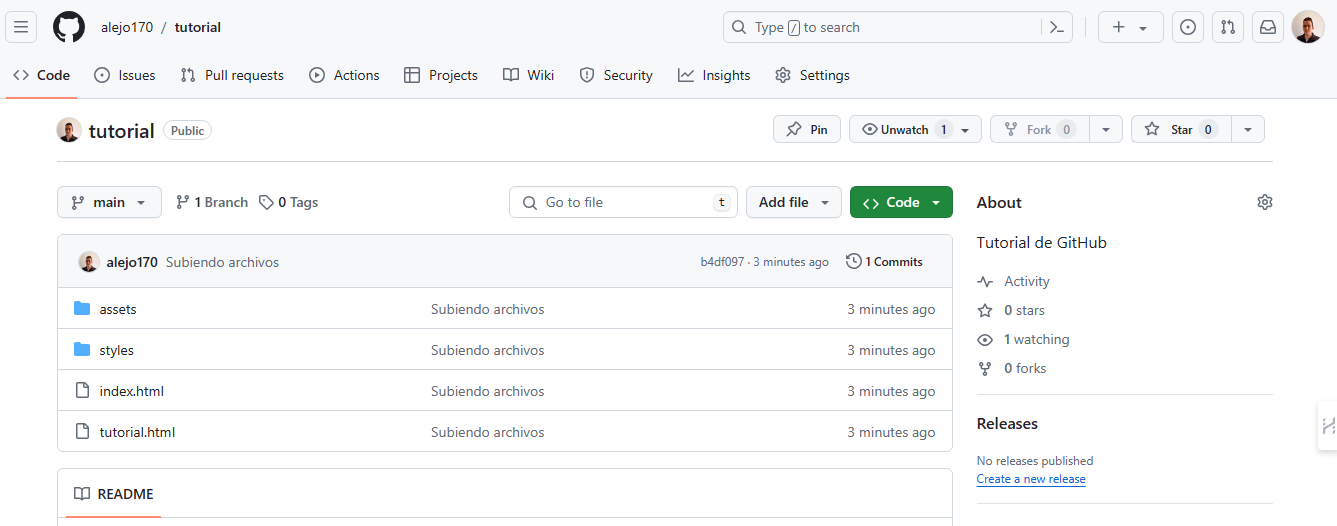 alejo170 / tutorial
Type / to search
Code
Issues
Pull requests
Actions
Projects
Wiki
Security
Insights
Settings
tutorial Public
Pin
Unwatch 1
Fork 0
Star 0
main
1 Branch
0 Tags
Go to file t
Add file
Code
alejo170 Subiendo archivos b4df097 · 3 minutes ago 1 Commits
assets Subiendo archivos 3 minutes ago
styles Subiendo archivos 3 minutes ago
index.html Subiendo archivos 3 minutes ago
tutorial.html Subiendo archivos 3 minutes ago
README
About
Tutorial de GitHub
Activity
0 stars
1 watching
0 forks
Releases
No releases published
Create a new release